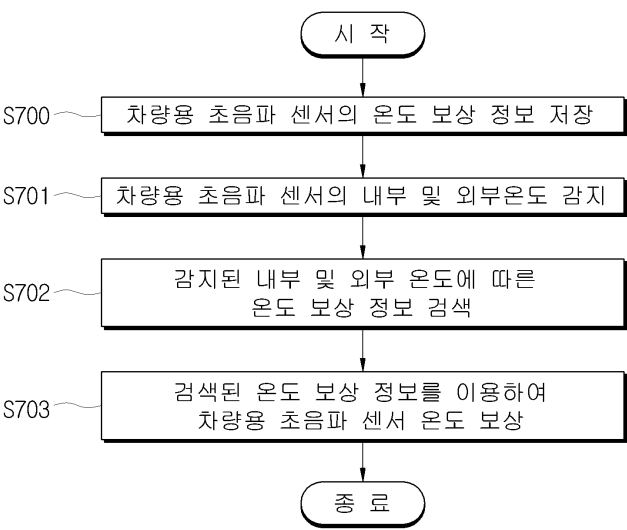 시 작
S700
차량용 초음파 센서의 온도 보상 정보 저장
S701
차량용 초음파 센서의 내부 및 외부온도 감지
S702
감지된 내부 및 외부 온도에 따른
온도 보상 정보 검색
S703
검색된 온도 보상 정보를 이용하여
차량용 초음파 센서 온도 보상
종 료